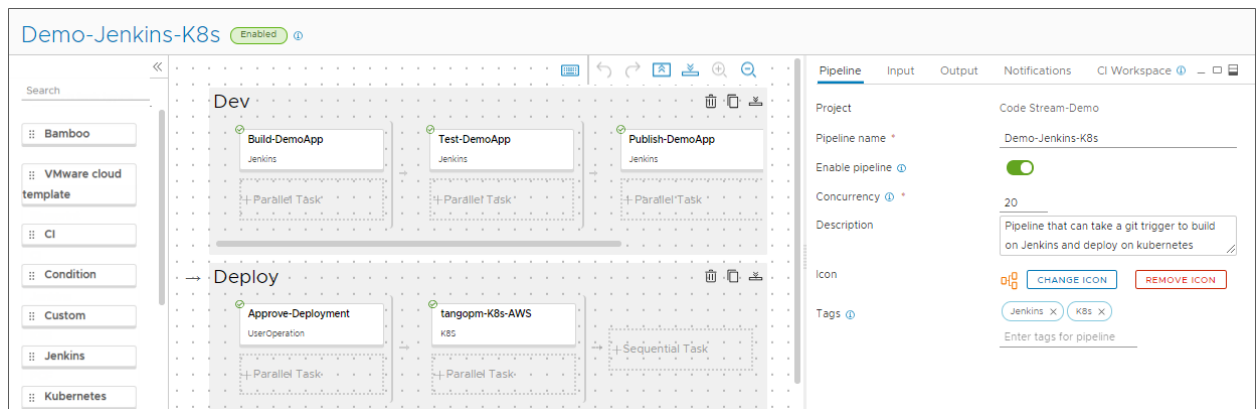 Demo-Jenkins-K8s Enabled
Search
Bamboo
VMware cloud
template
CI
Condition
Custom
Jenkins
Kubernetes
Dev
Build-DemoApp
Jenkins
Test-DemoApp
Jenkins
Publish-DemoApp
Jenkins
+ Parallel Task
+ Parallel Task
+ Parallel Task
Deploy
Approve-Deployment
UserOperation
tangopm-K8s-AWS
K8S
+ Sequential Task
+ Parallel Task
+ Parallel Task
Pipeline Input Output Notifications CI Workspace
Project Code Stream-Demo
Pipeline name * Demo-Jenkins-K8s
Enable pipeline
Concurrency * 20
Description Pipeline that can take a git trigger to build
on Jenkins and deploy on kubernetes
Icon CHANGE ICON REMOVE ICON
Tags Jenkins X K8s X
Enter tags for pipeline